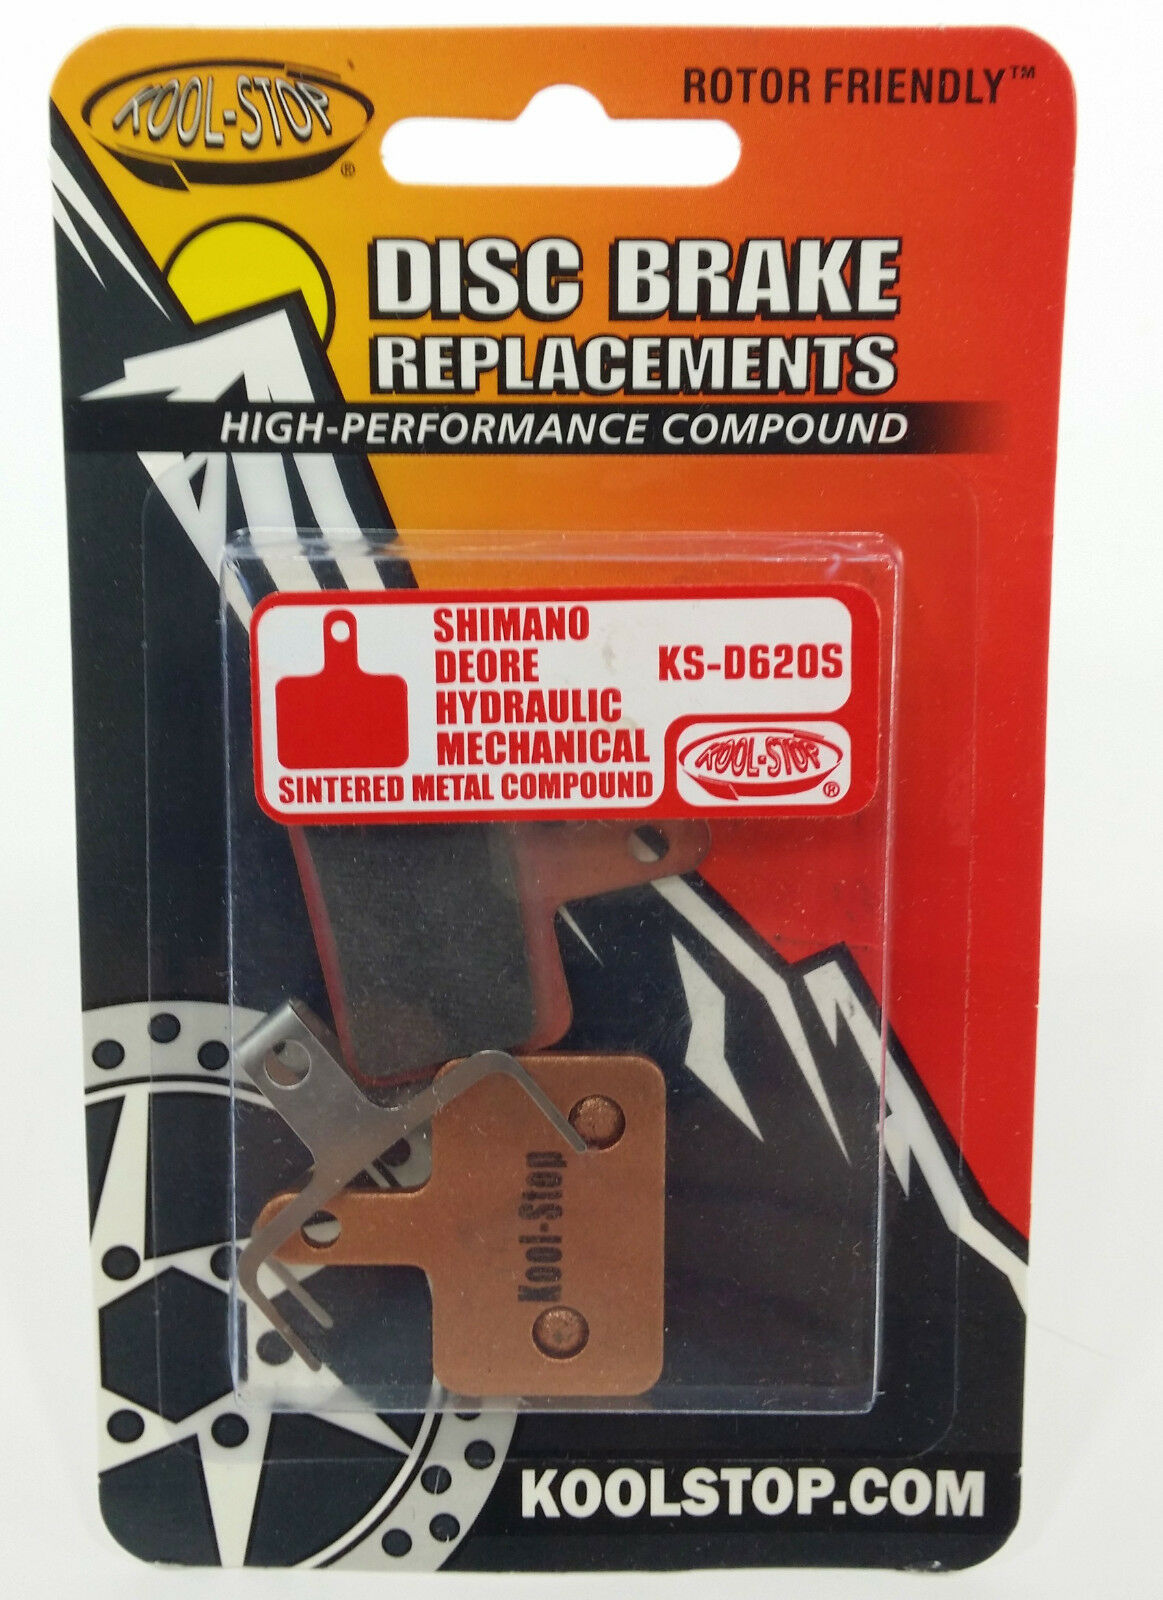 KOOL-STOP
®
ROTOR FRIENDLY™
DISC BRAKE
REPLACEMENTS
HIGH-PERFORMANCE COMPOUND
SHIMANO
DEORE
HYDRAULIC
MECHANICAL
SINTERED METAL COMPOUND
KS-D620S
KOOL-STOP
®
Kool-Stop
KOOLSTOP.COM